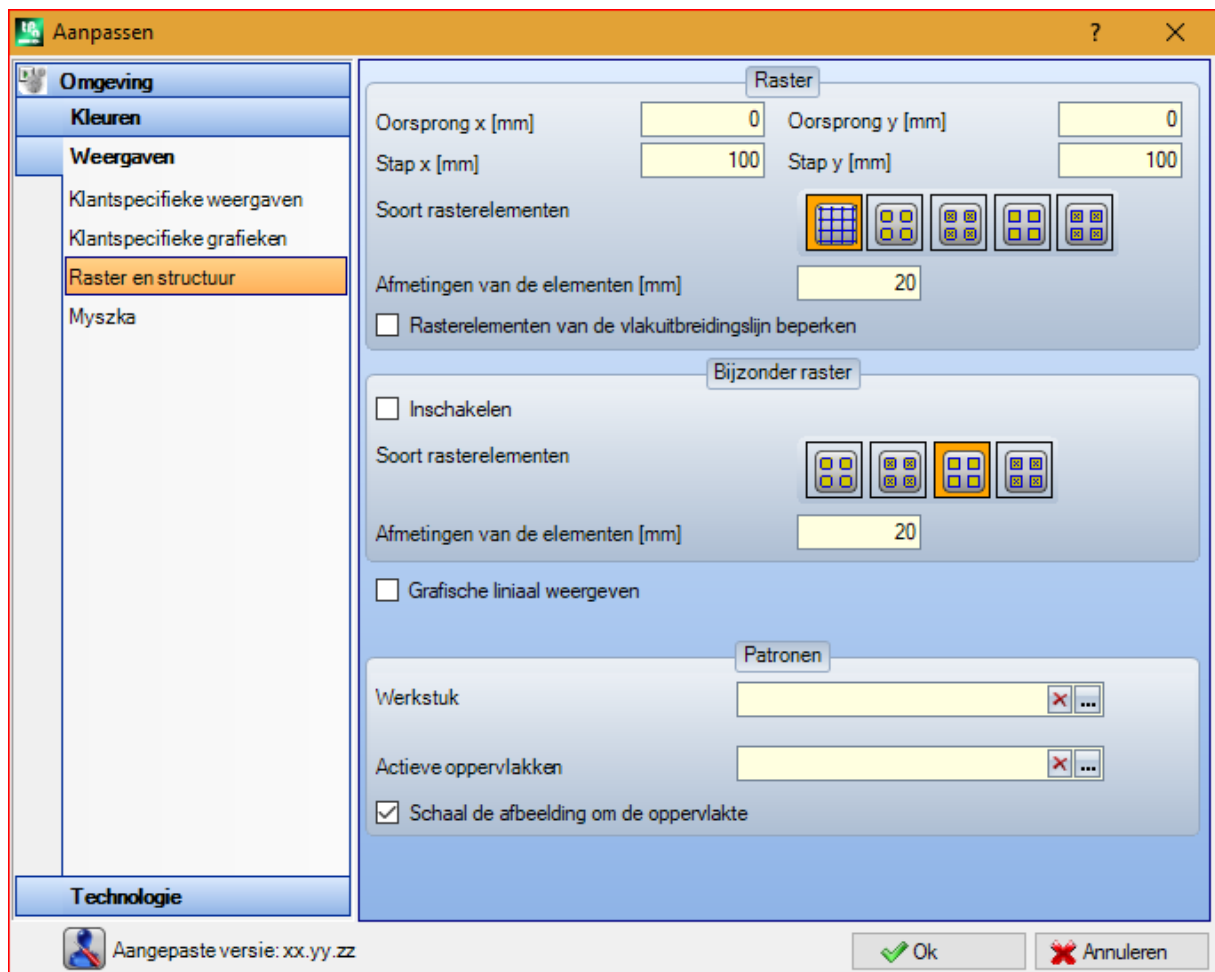 Aanpassen
?
Omgeving
Kleuren
Weergaven
Klantspecifieke weergaven
Klantspecifieke grafieken
Raster en structuur
Myszka
Technologie
Raster
Oorsprong x [mm] 0 Oorsprong y [mm] 0
Stap x [mm] 100 Stap y [mm] 100
Soort rasterelementen
Afmetingen van de elementen [mm] 20
Rasterelementen van de vlakuitbreidingslijn beperken
Bijzonder raster
Inschakelen
Soort rasterelementen
Afmetingen van de elementen [mm] 20
Grafische liniaal weergeven
Patronen
Werkstuk ...
Actieve oppervlakken ...
Schaal de afbeelding om de oppervlakte
Aangepaste versie: xx.yy.zz
Ok Annuleren